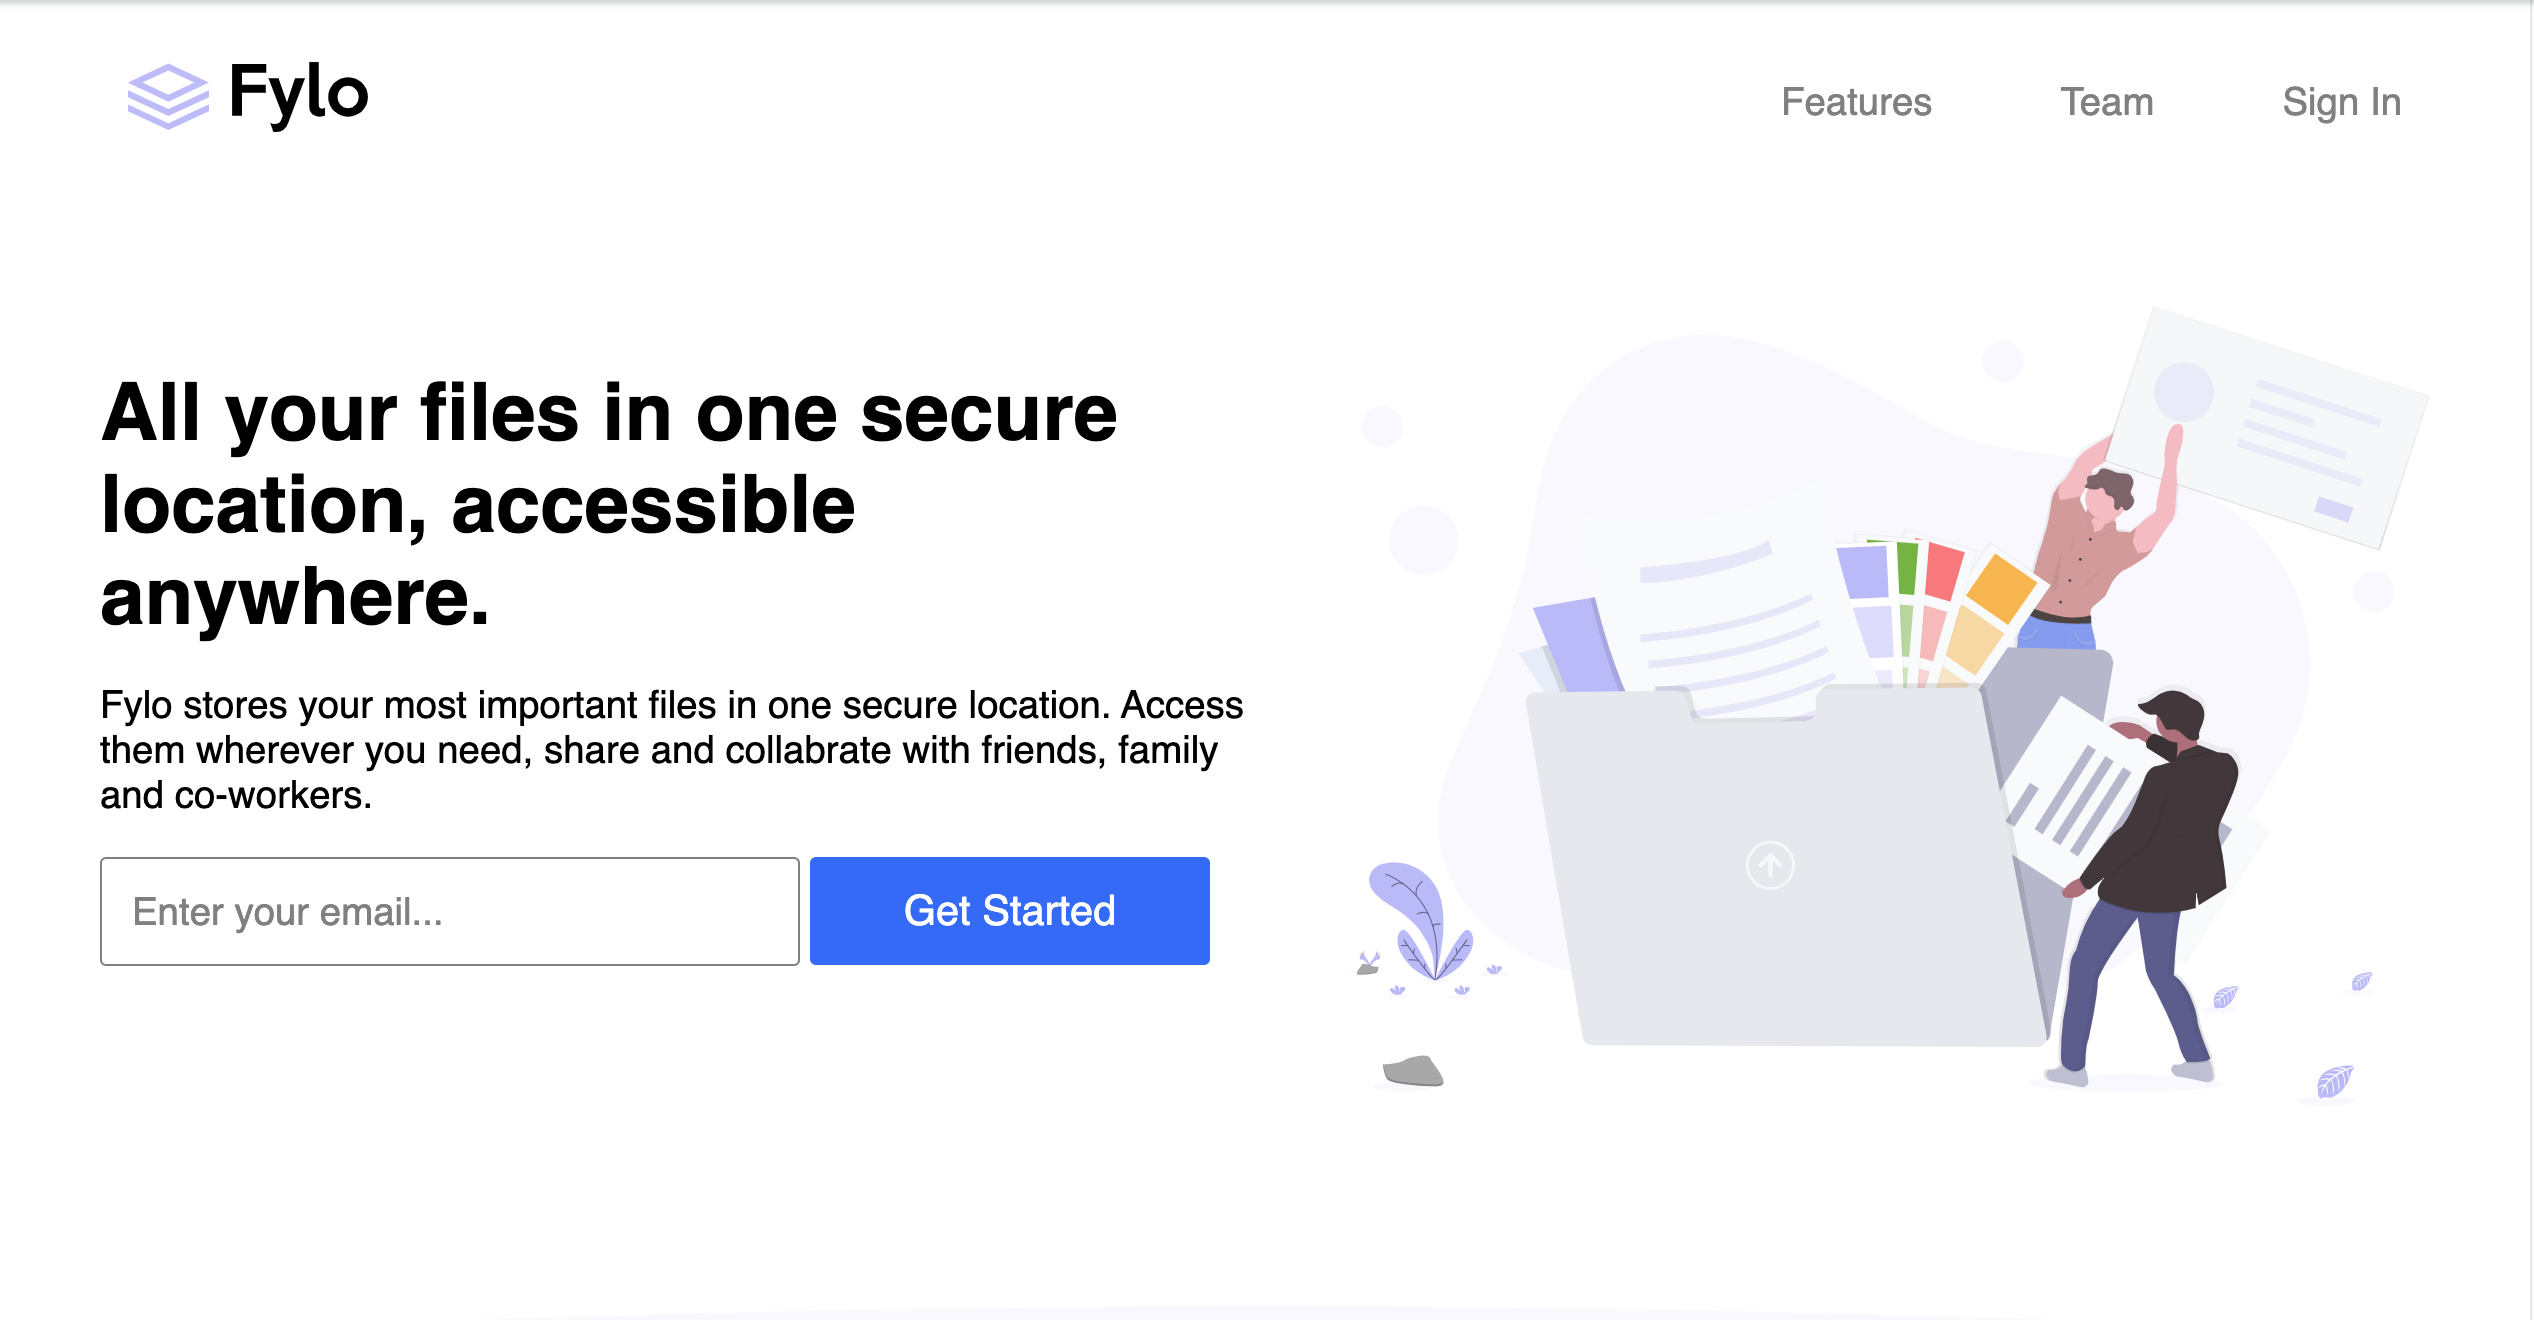 Fylo
Features
Team
Sign In
All your files in one secure
location, accessible
anywhere.
Fylo stores your most important files in one secure location. Access
them wherever you need, share and collabrate with friends, family
and co-workers.
Enter your email...
Get Started